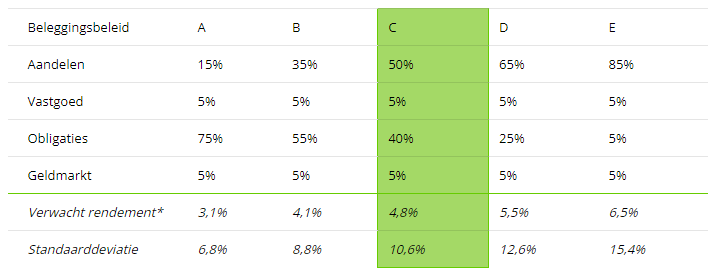 Beleggingsbeleid A B C D E
Aandelen 15% 35% 50% 65% 85%
Vastgoed 5% 5% 5% 5% 5%
Obligaties 75% 55% 40% 25% 5%
Geldmarkt 5% 5% 5% 5% 5%
Verwacht rendement* 3,1% 4,1% 4,8% 5,5% 6,5%
Standaarddeviatie 6,8% 8,8% 10,6% 12,6% 15,4%